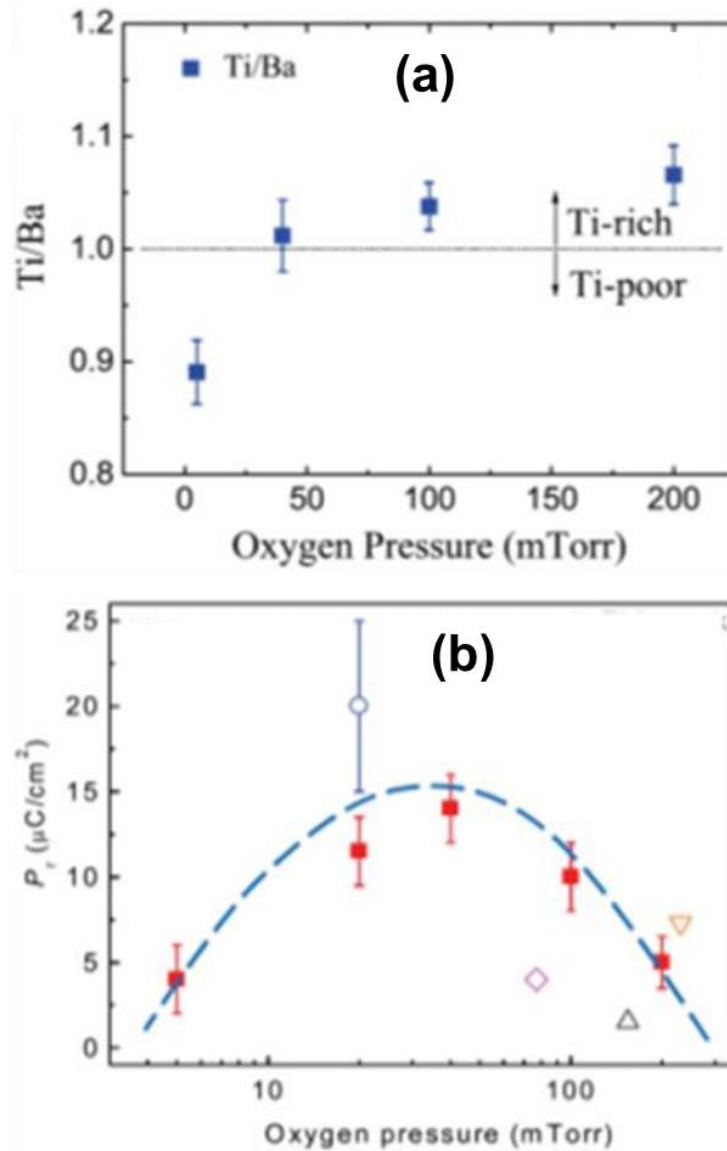 1.2
Ti/Ba
(a)
1.1
Ti-rich
1.0
Ti-poor
0.9
0.8
Ti/Ba
0 50 100 150 200
Oxygen Pressure (mTorr)
25
(b)
20
15
10
5
0
Pᵣ (μC/cm²)
10 100
Oxygen pressure (mTorr)